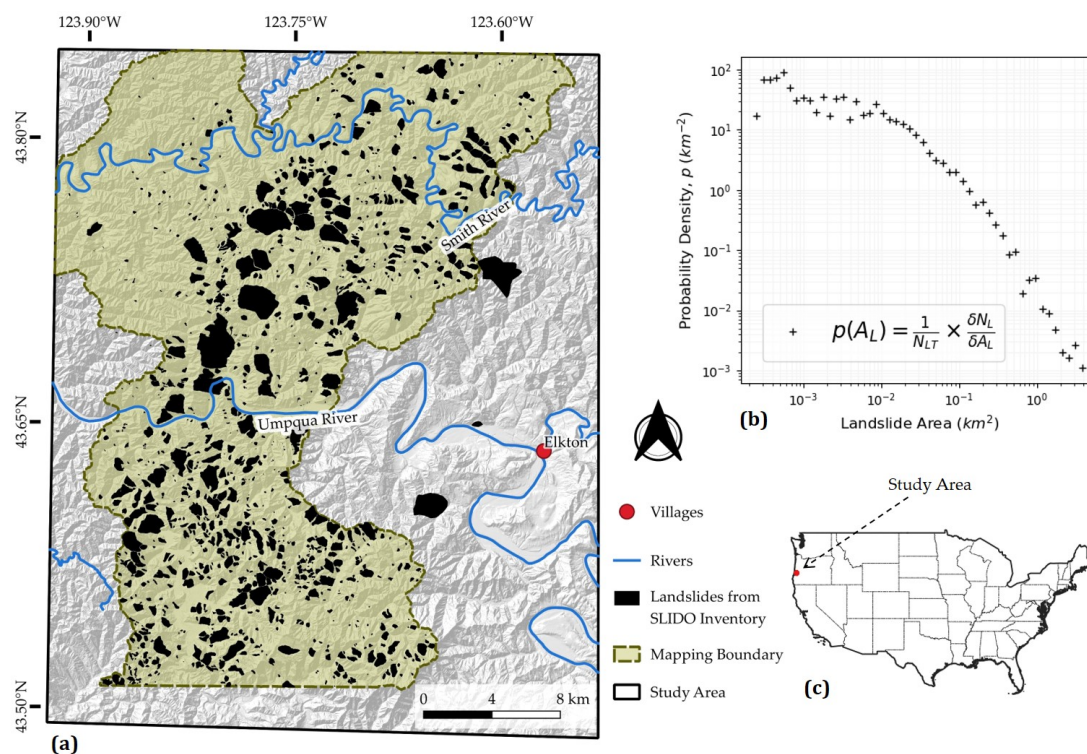 123.90°W 123.75°W 123.60°W
43.80°N
43.65°N
43.50°N
Smith River
Umpqua River
Elkton
0 4 8 km
(a)
Probability Density, p (km⁻²)
10²
10¹
10⁰
10⁻¹
10⁻²
10⁻³
p(A_L) = 1/N_LT × δN_L/δA_L
10⁻³ 10⁻² 10⁻¹ 10⁰
Landslide Area (km²)
(b)
Villages
Rivers
Landslides from
SLIDO Inventory
Mapping Boundary
Study Area
Study Area
(c)